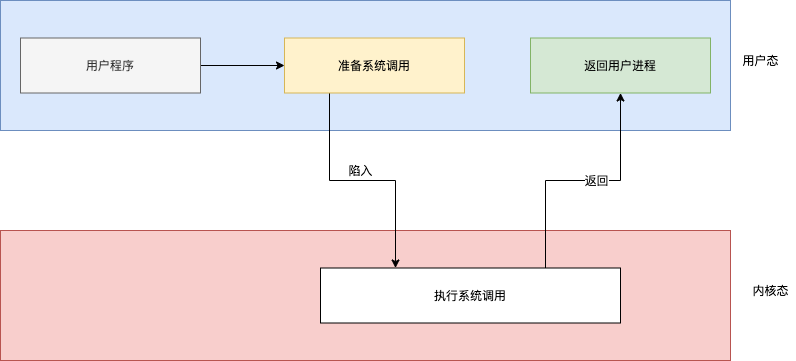 用户程序
准备系统调用
返回用户进程
用户态
陷入
返回
执行系统调用
内核态